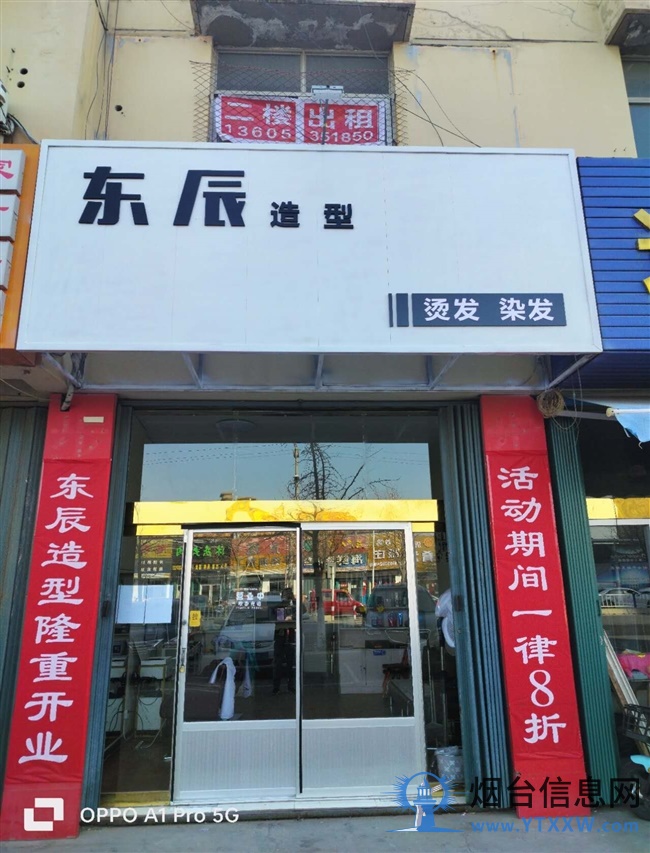 二楼出租
13605351850
东辰造型
烫发 染发
东辰造型隆重开业
活动期间一律8折
OPPO A1 Pro 5G
烟台信息网
www.YTXXW.com